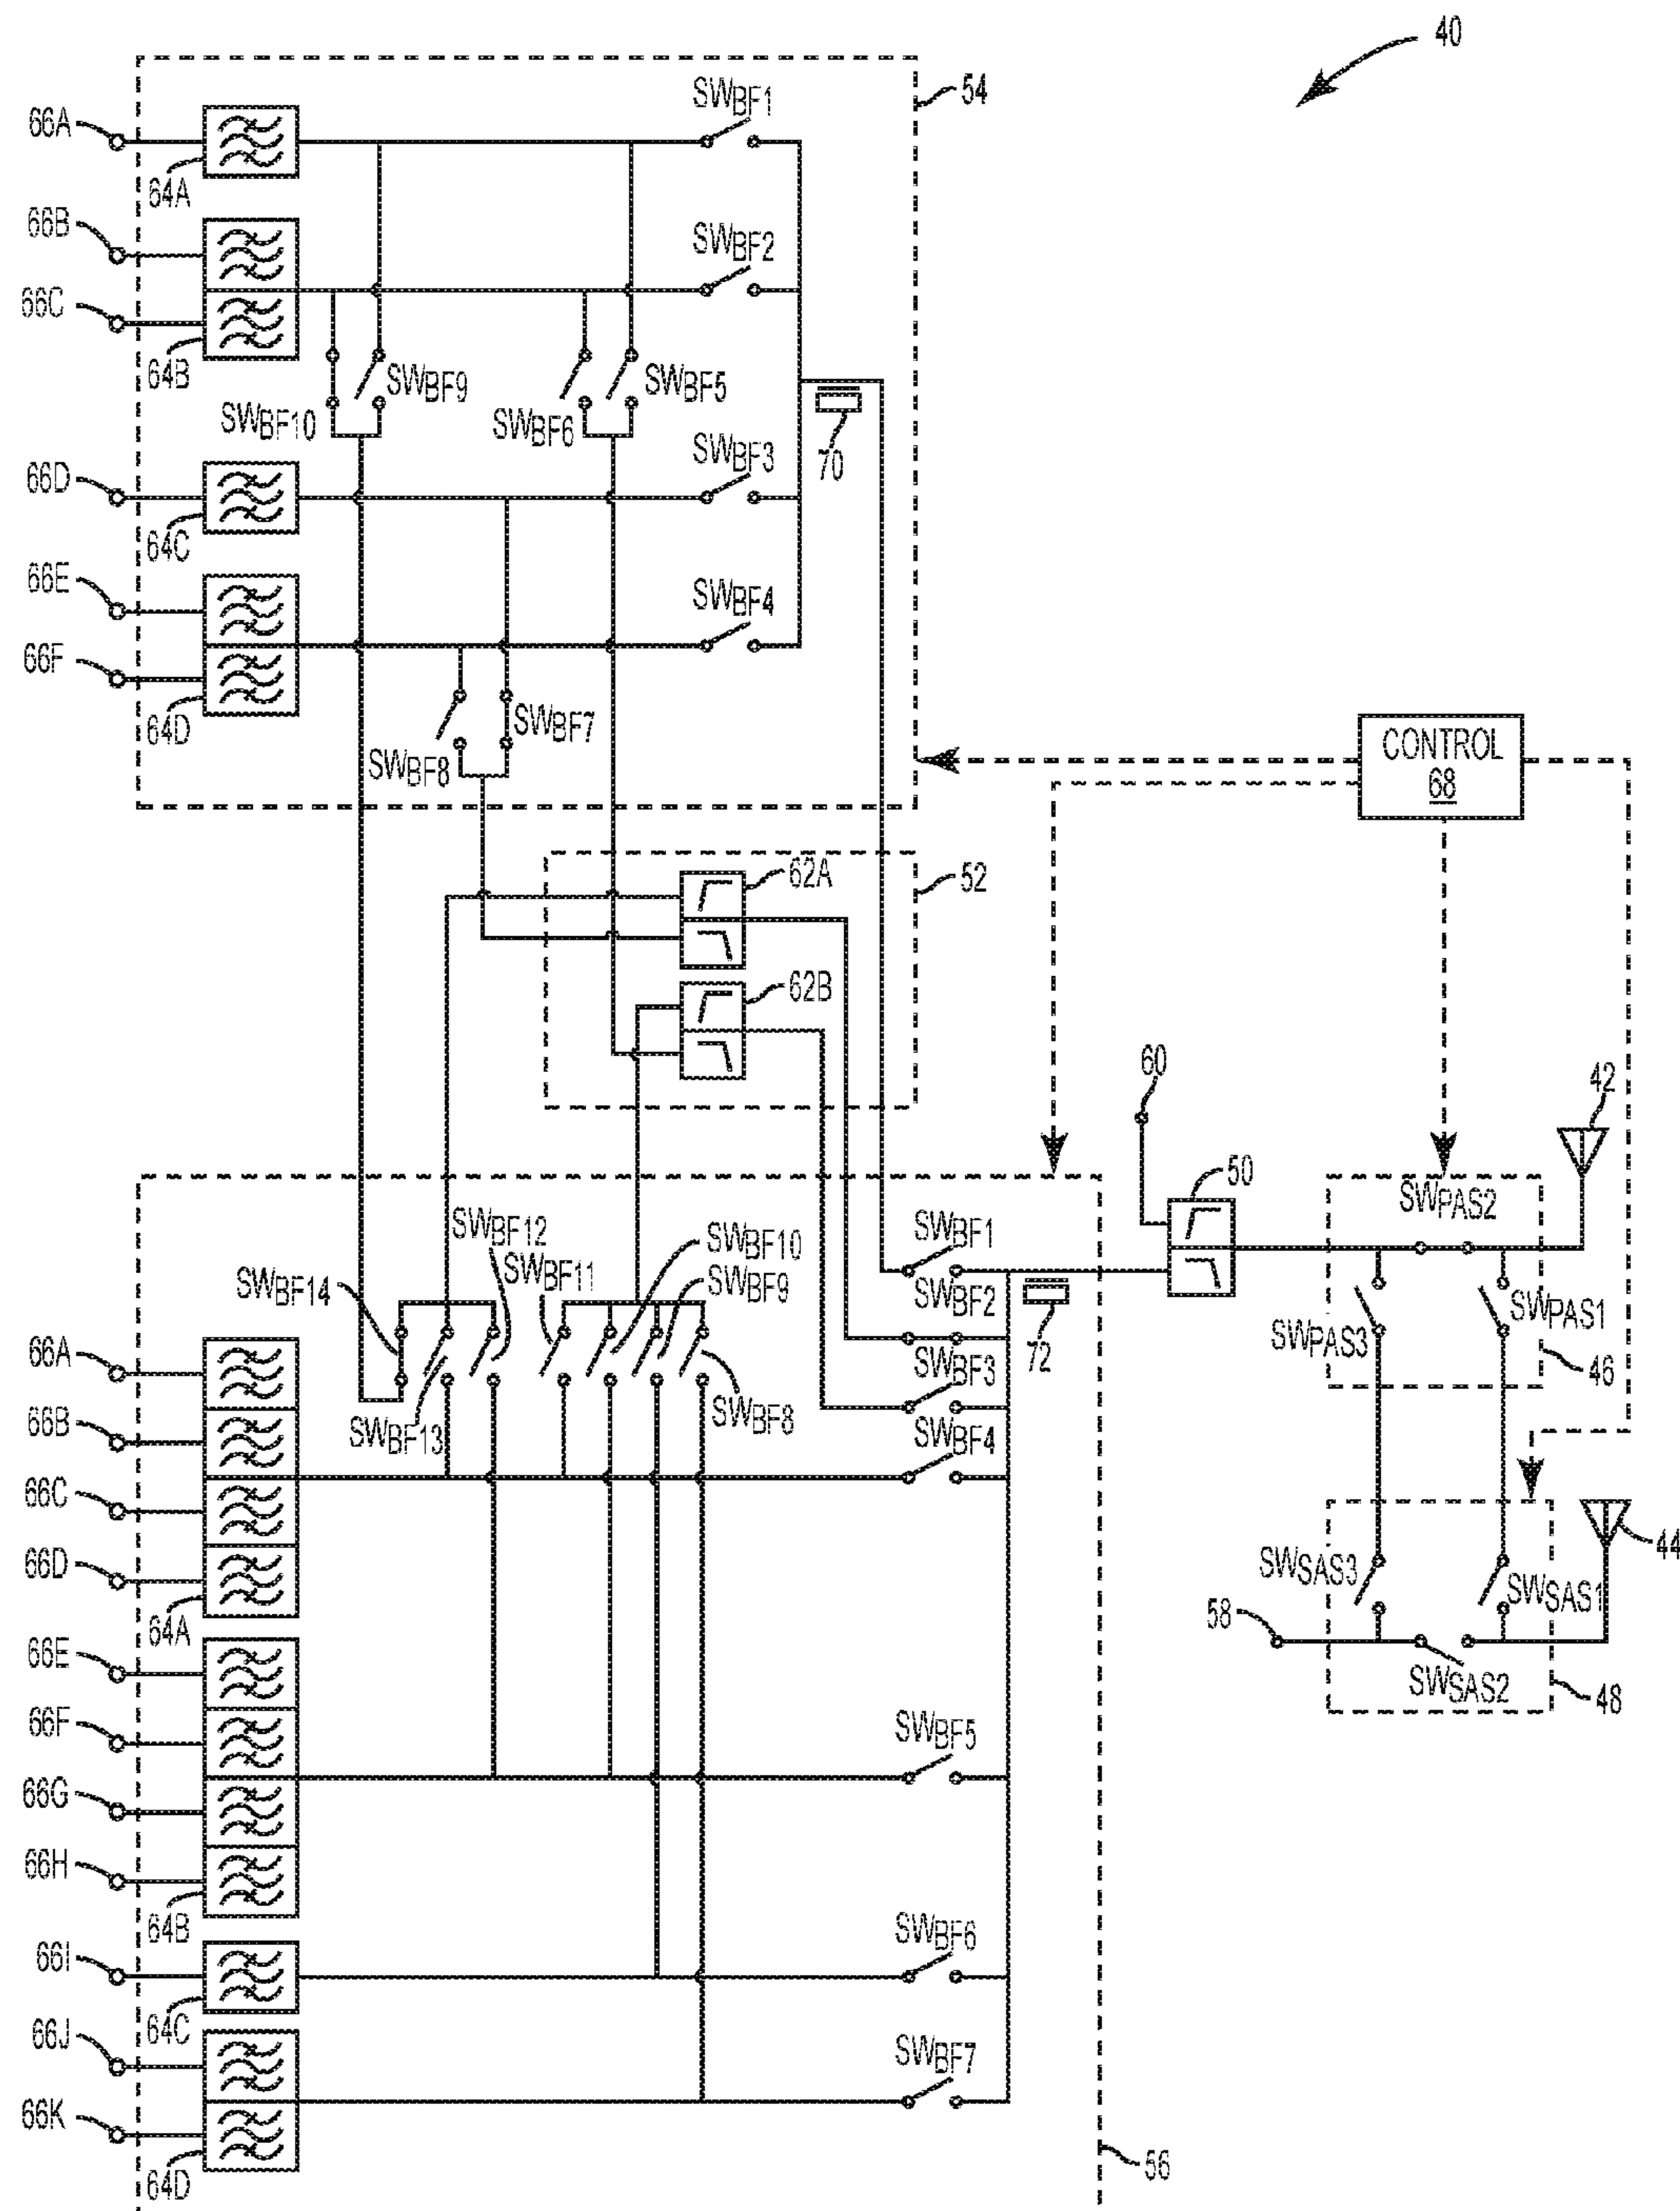 40
54
66A
64A
SWBF1
66B
66C
64B
SWBF2
SWBF10
SWBF9
SWBF6
SWBF5
70
66D
64C
SWBF3
66E
66F
64D
SWBF4
SWBF8
SWBF7
CONTROL
68
52
62A
62B
60
42
50
SWPAS2
SWPAS3
SWPAS1
46
SWBF14
SWBF12
SWBF11
SWBF10
SWBF9
SWBF13
SWBF8
SWBF1
SWBF2
SWBF3
SWBF4
72
66A
66B
66C
66D
64A
SWSAS3
SWSAS1
44
58
SWSAS2
48
66E
66F
66G
66H
64B
SWBF5
66I
64C
SWBF6
66J
66K
64D
SWBF7
56